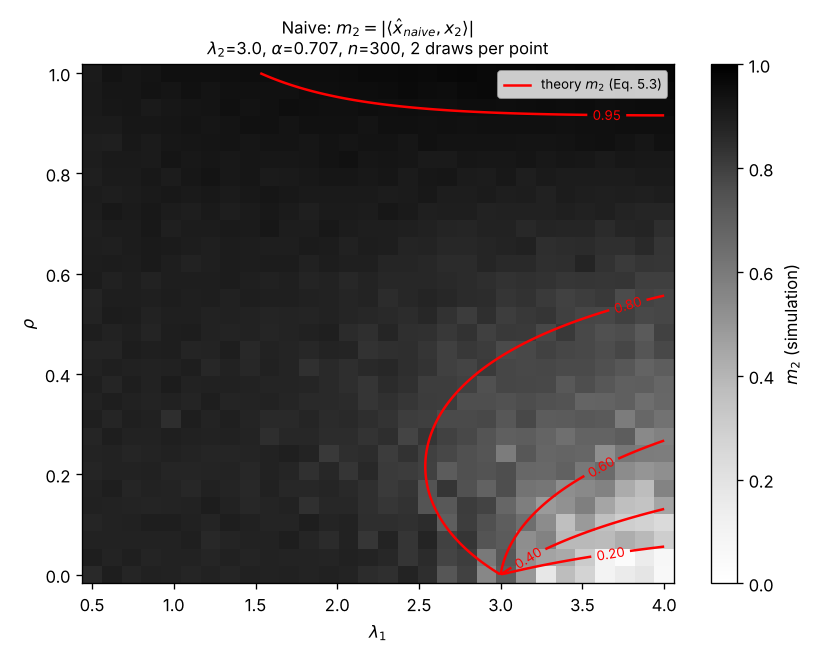 Naive: m₂ = |⟨x̂ₙₐᵢᵥₑ, x₂⟩|
λ₂=3.0, α=0.707, n=300, 2 draws per point
theory m₂ (Eq. 5.3)
0.95
0.80
0.60
0.40
0.20
1.0
0.8
0.6
0.4
0.2
0.0
ρ
0.5 1.0 1.5 2.0 2.5 3.0 3.5 4.0
λ₁
1.0
0.8
0.6
0.4
0.2
0.0
m₂ (simulation)